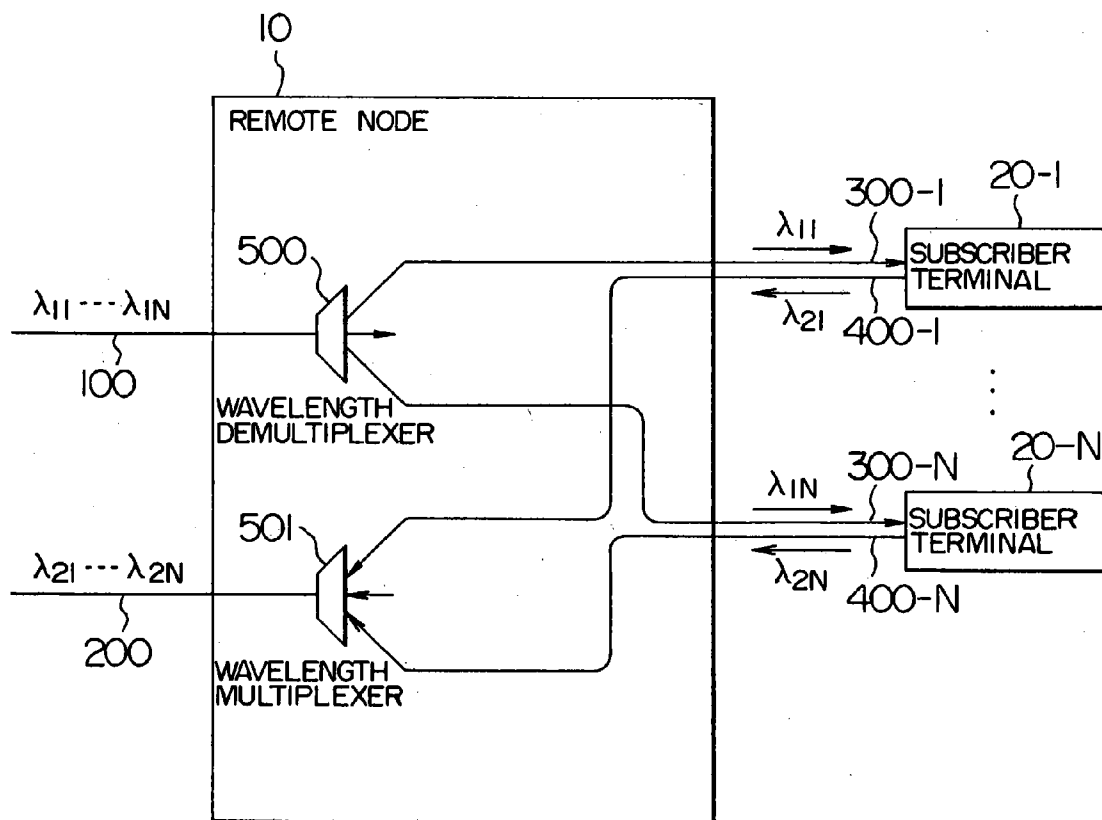 10
REMOTE NODE
20-1
300-1
λ11
500
SUBSCRIBER
TERMINAL
λ11 --- λ1N
λ21
400-1
100
WAVELENGTH
DEMULTIPLEXER
20-N
300-N
λ1N
501
SUBSCRIBER
TERMINAL
λ21 --- λ2N
λ2N
400-N
200
WAVELENGTH
MULTIPLEXER